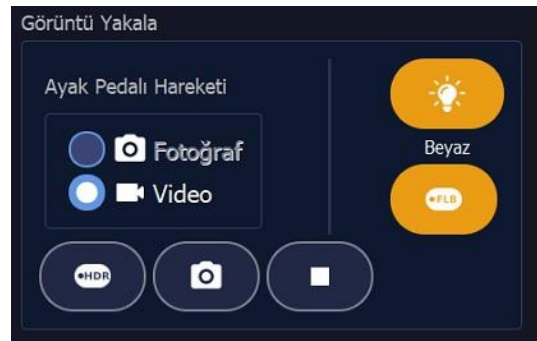 Görüntü Yakala
Ayak Pedalı Hareketi
Fotoğraf
Video
Beyaz
•FLB
•HDR